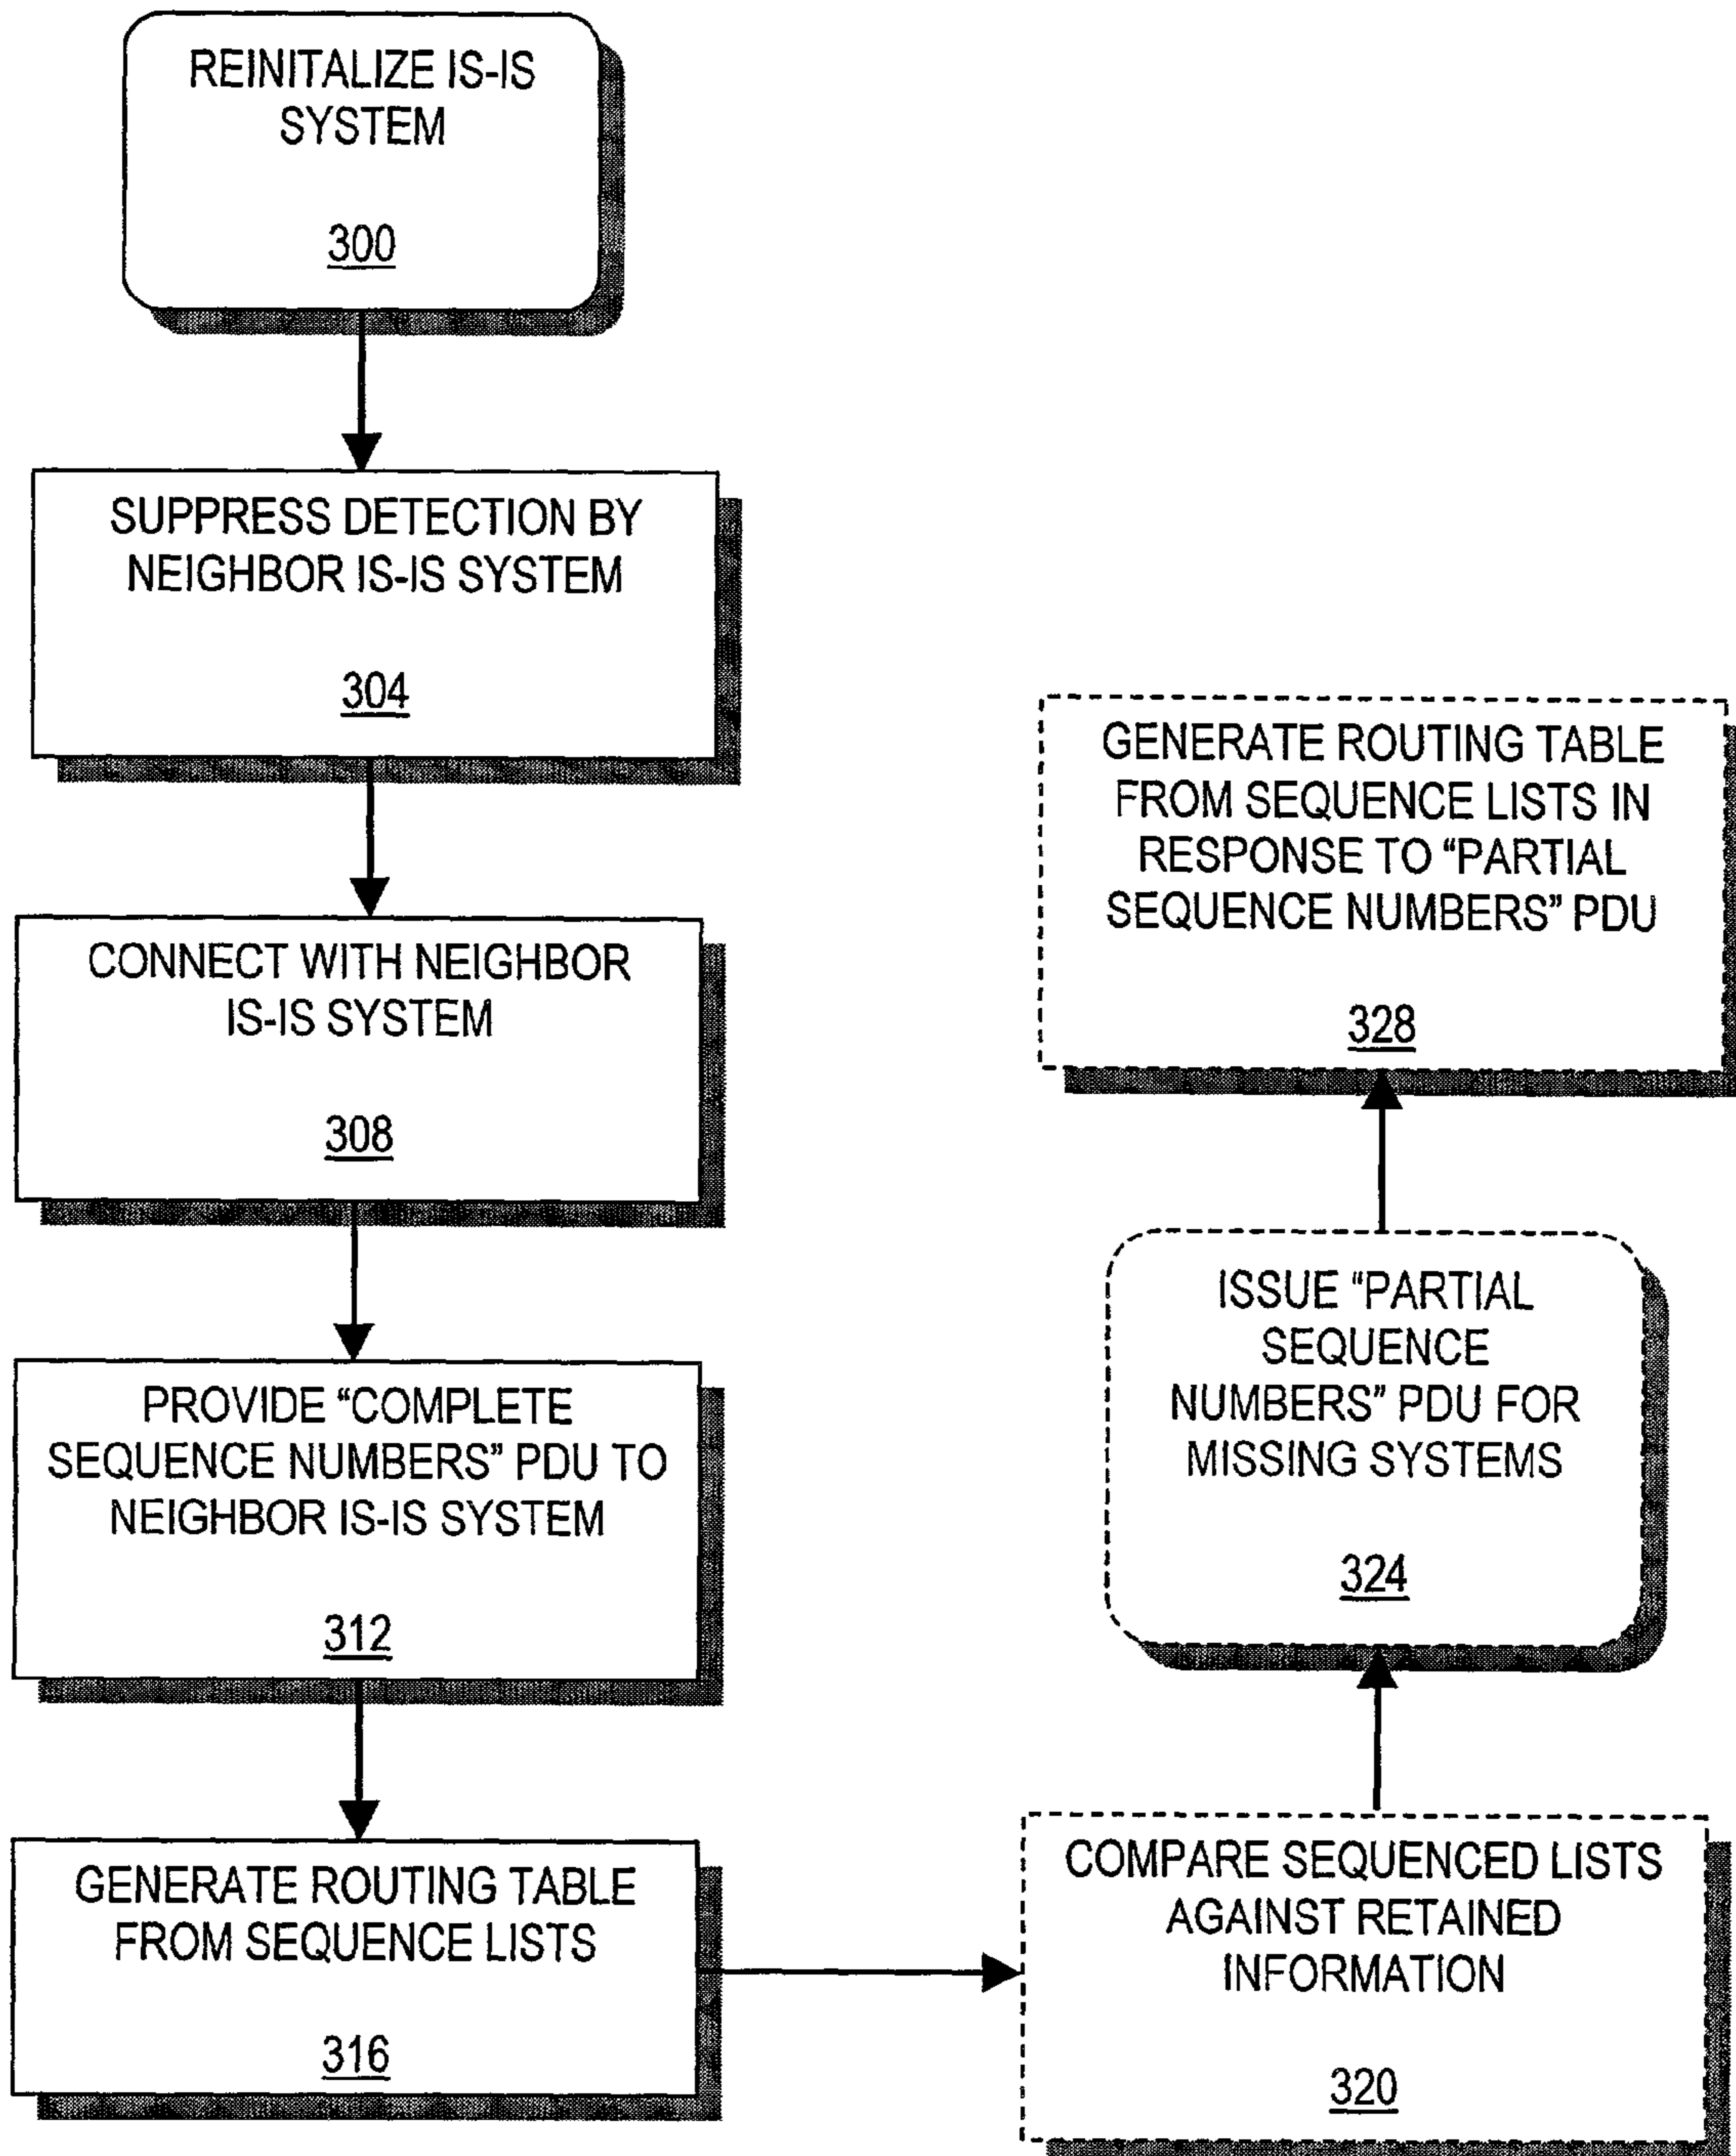 REINITALIZE IS-IS
SYSTEM
300
SUPPRESS DETECTION BY
NEIGHBOR IS-IS SYSTEM
304
CONNECT WITH NEIGHBOR
IS-IS SYSTEM
308
PROVIDE “COMPLETE
SEQUENCE NUMBERS” PDU TO
NEIGHBOR IS-IS SYSTEM
312
GENERATE ROUTING TABLE
FROM SEQUENCE LISTS
316
COMPARE SEQUENCED LISTS
AGAINST RETAINED
INFORMATION
320
ISSUE “PARTIAL
SEQUENCE
NUMBERS” PDU FOR
MISSING SYSTEMS
324
GENERATE ROUTING TABLE
FROM SEQUENCE LISTS IN
RESPONSE TO “PARTIAL
SEQUENCE NUMBERS” PDU
328